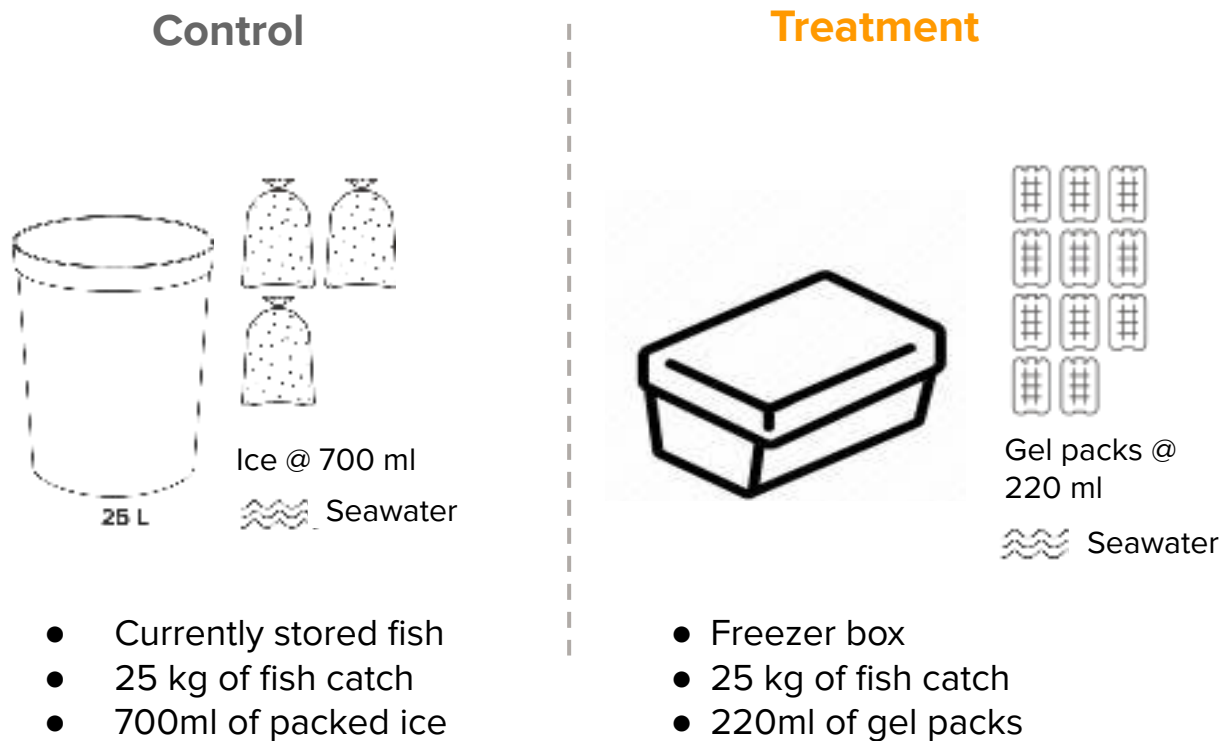 Control
Treatment
25 L
Ice @ 700 ml
Seawater
Gel packs @
220 ml
Seawater
● Currently stored fish
● 25 kg of fish catch
● 700ml of packed ice
● Freezer box
● 25 kg of fish catch
● 220ml of gel packs